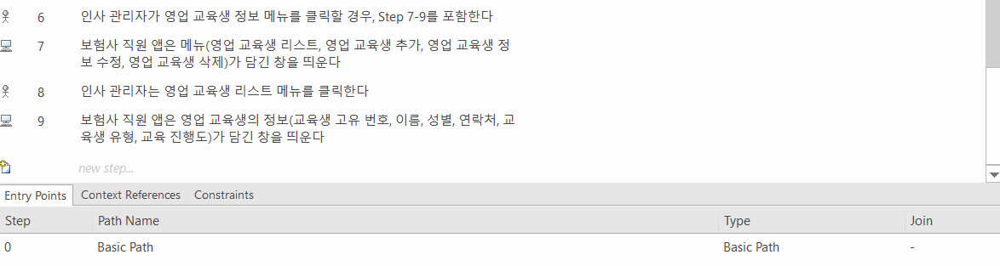 6 인사 관리자가 영업 교육생 정보 메뉴를 클릭할 경우, Step 7-9를 포함한다
7 보험사 직원 앱은 메뉴(영업 교육생 리스트, 영업 교육생 추가, 영업 교육생 정
보 수정, 영업 교육생 삭제)가 담긴 창을 띄운다
8 인사 관리자는 영업 교육생 리스트 메뉴를 클릭한다
9 보험사 직원 앱은 영업 교육생의 정보(교육생 고유 번호, 이름, 성별, 연락처, 교
육생 유형, 교육 진행도)가 담긴 창을 띄운다
new step...
Entry Points Context References Constraints
Step Path Name Type Join
0 Basic Path Basic Path -